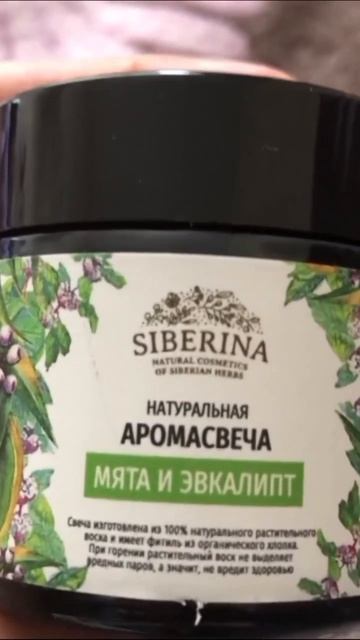 SIBERINA
NATURAL COSMETICS
OF SIBERIAN HERBS
НАТУРАЛЬНАЯ
АРОМАСВЕЧА
МЯТА И ЭВКАЛИПТ
Свеча изготовлена из 100% натурального растительного
воска и имеет фитиль из органического хлопка.
При горении растительный воск не выделяет
вредных паров, а значит, не вредит здоровью